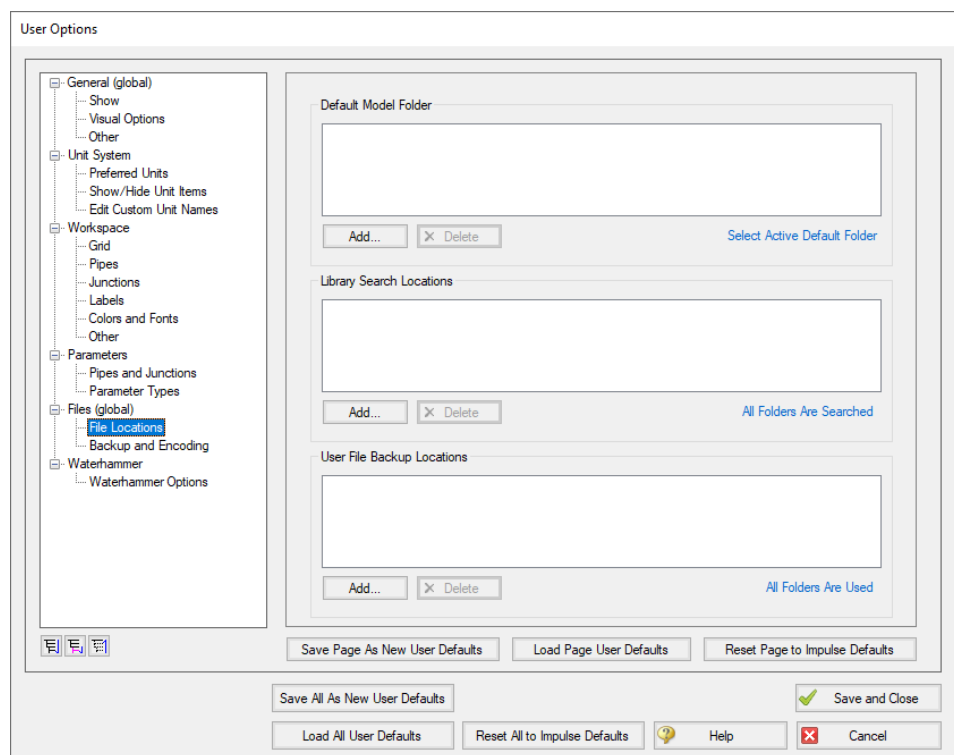 User Options
General (global)
Show
Visual Options
Other
Unit System
Preferred Units
Show/Hide Unit Items
Edit Custom Unit Names
Workspace
Grid
Pipes
Junctions
Labels
Colors and Fonts
Other
Parameters
Pipes and Junctions
Parameter Types
Files (global)
File Locations
Backup and Encoding
Waterhammer
Waterhammer Options
Default Model Folder
Add...
Delete
Select Active Default Folder
Library Search Locations
Add...
Delete
All Folders Are Searched
User File Backup Locations
Add...
Delete
All Folders Are Used
Save Page As New User Defaults
Load Page User Defaults
Reset Page to Impulse Defaults
Save All As New User Defaults
Save and Close
Load All User Defaults
Reset All to Impulse Defaults
Help
Cancel